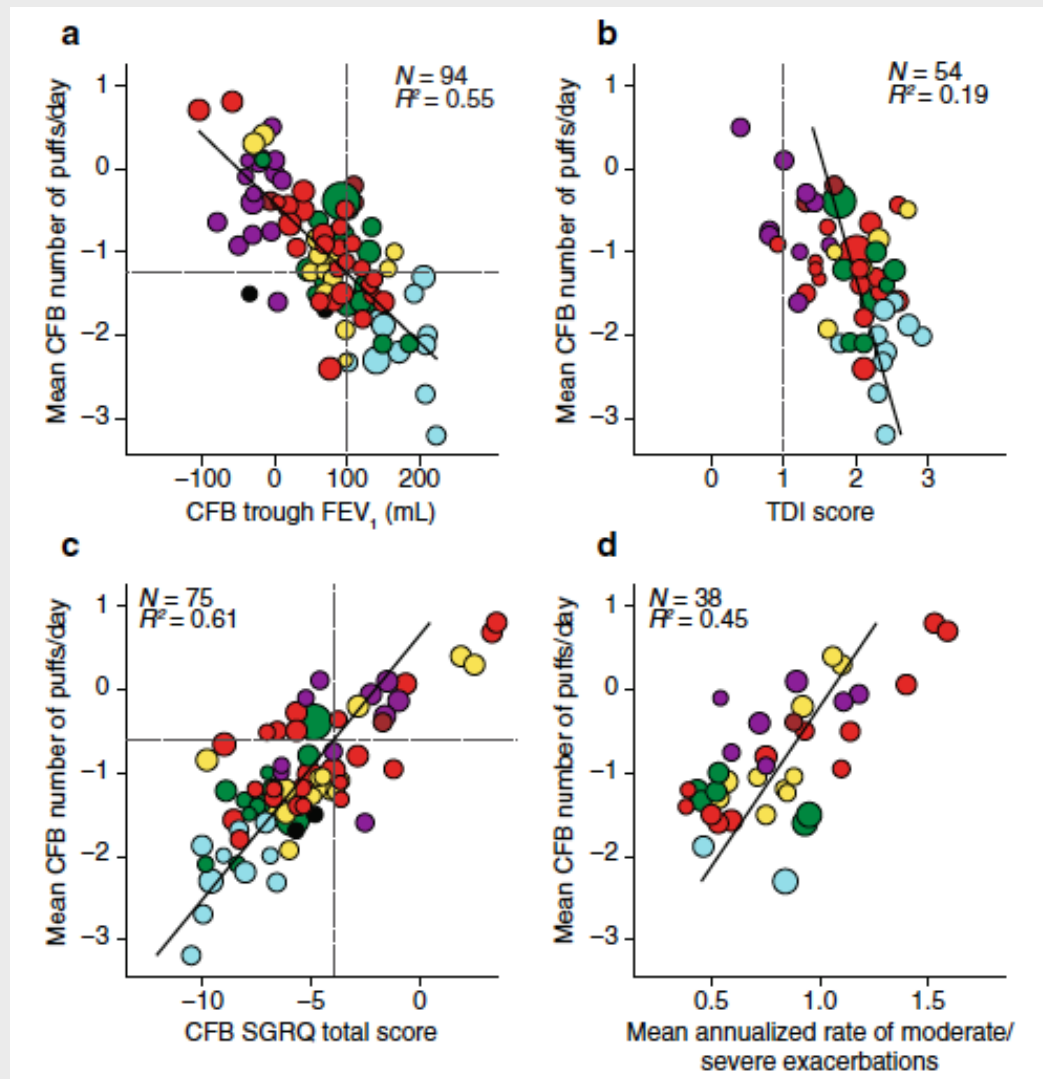 a
N = 94
R² = 0.55
Mean CFB number of puffs/day
1
0
−1
−2
−3
−100
0
100
200
CFB trough FEV₁ (mL)
b
N = 54
R² = 0.19
Mean CFB number of puffs/day
1
0
−1
−2
−3
0
1
2
3
TDI score
c
N = 75
R² = 0.61
Mean CFB number of puffs/day
1
0
−1
−2
−3
−10
−5
0
CFB SGRQ total score
d
N = 38
R² = 0.45
Mean CFB number of puffs/day
1
0
−1
−2
−3
0.5
1.0
1.5
Mean annualized rate of moderate/
severe exacerbations